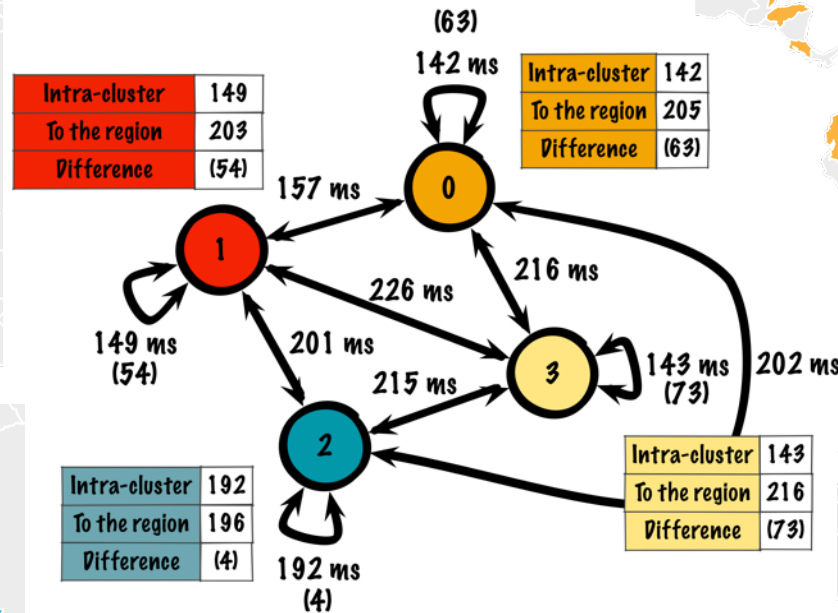 (63)
142 ms
Intra-cluster 149
To the region 203
Difference (54)
Intra-cluster 142
To the region 205
Difference (63)
157 ms
0
1
216 ms
226 ms
149 ms
(54)
201 ms
3
143 ms
(73)
202 ms
215 ms
2
Intra-cluster 143
To the region 216
Difference (73)
Intra-cluster 192
To the region 196
Difference (4)
192 ms
(4)